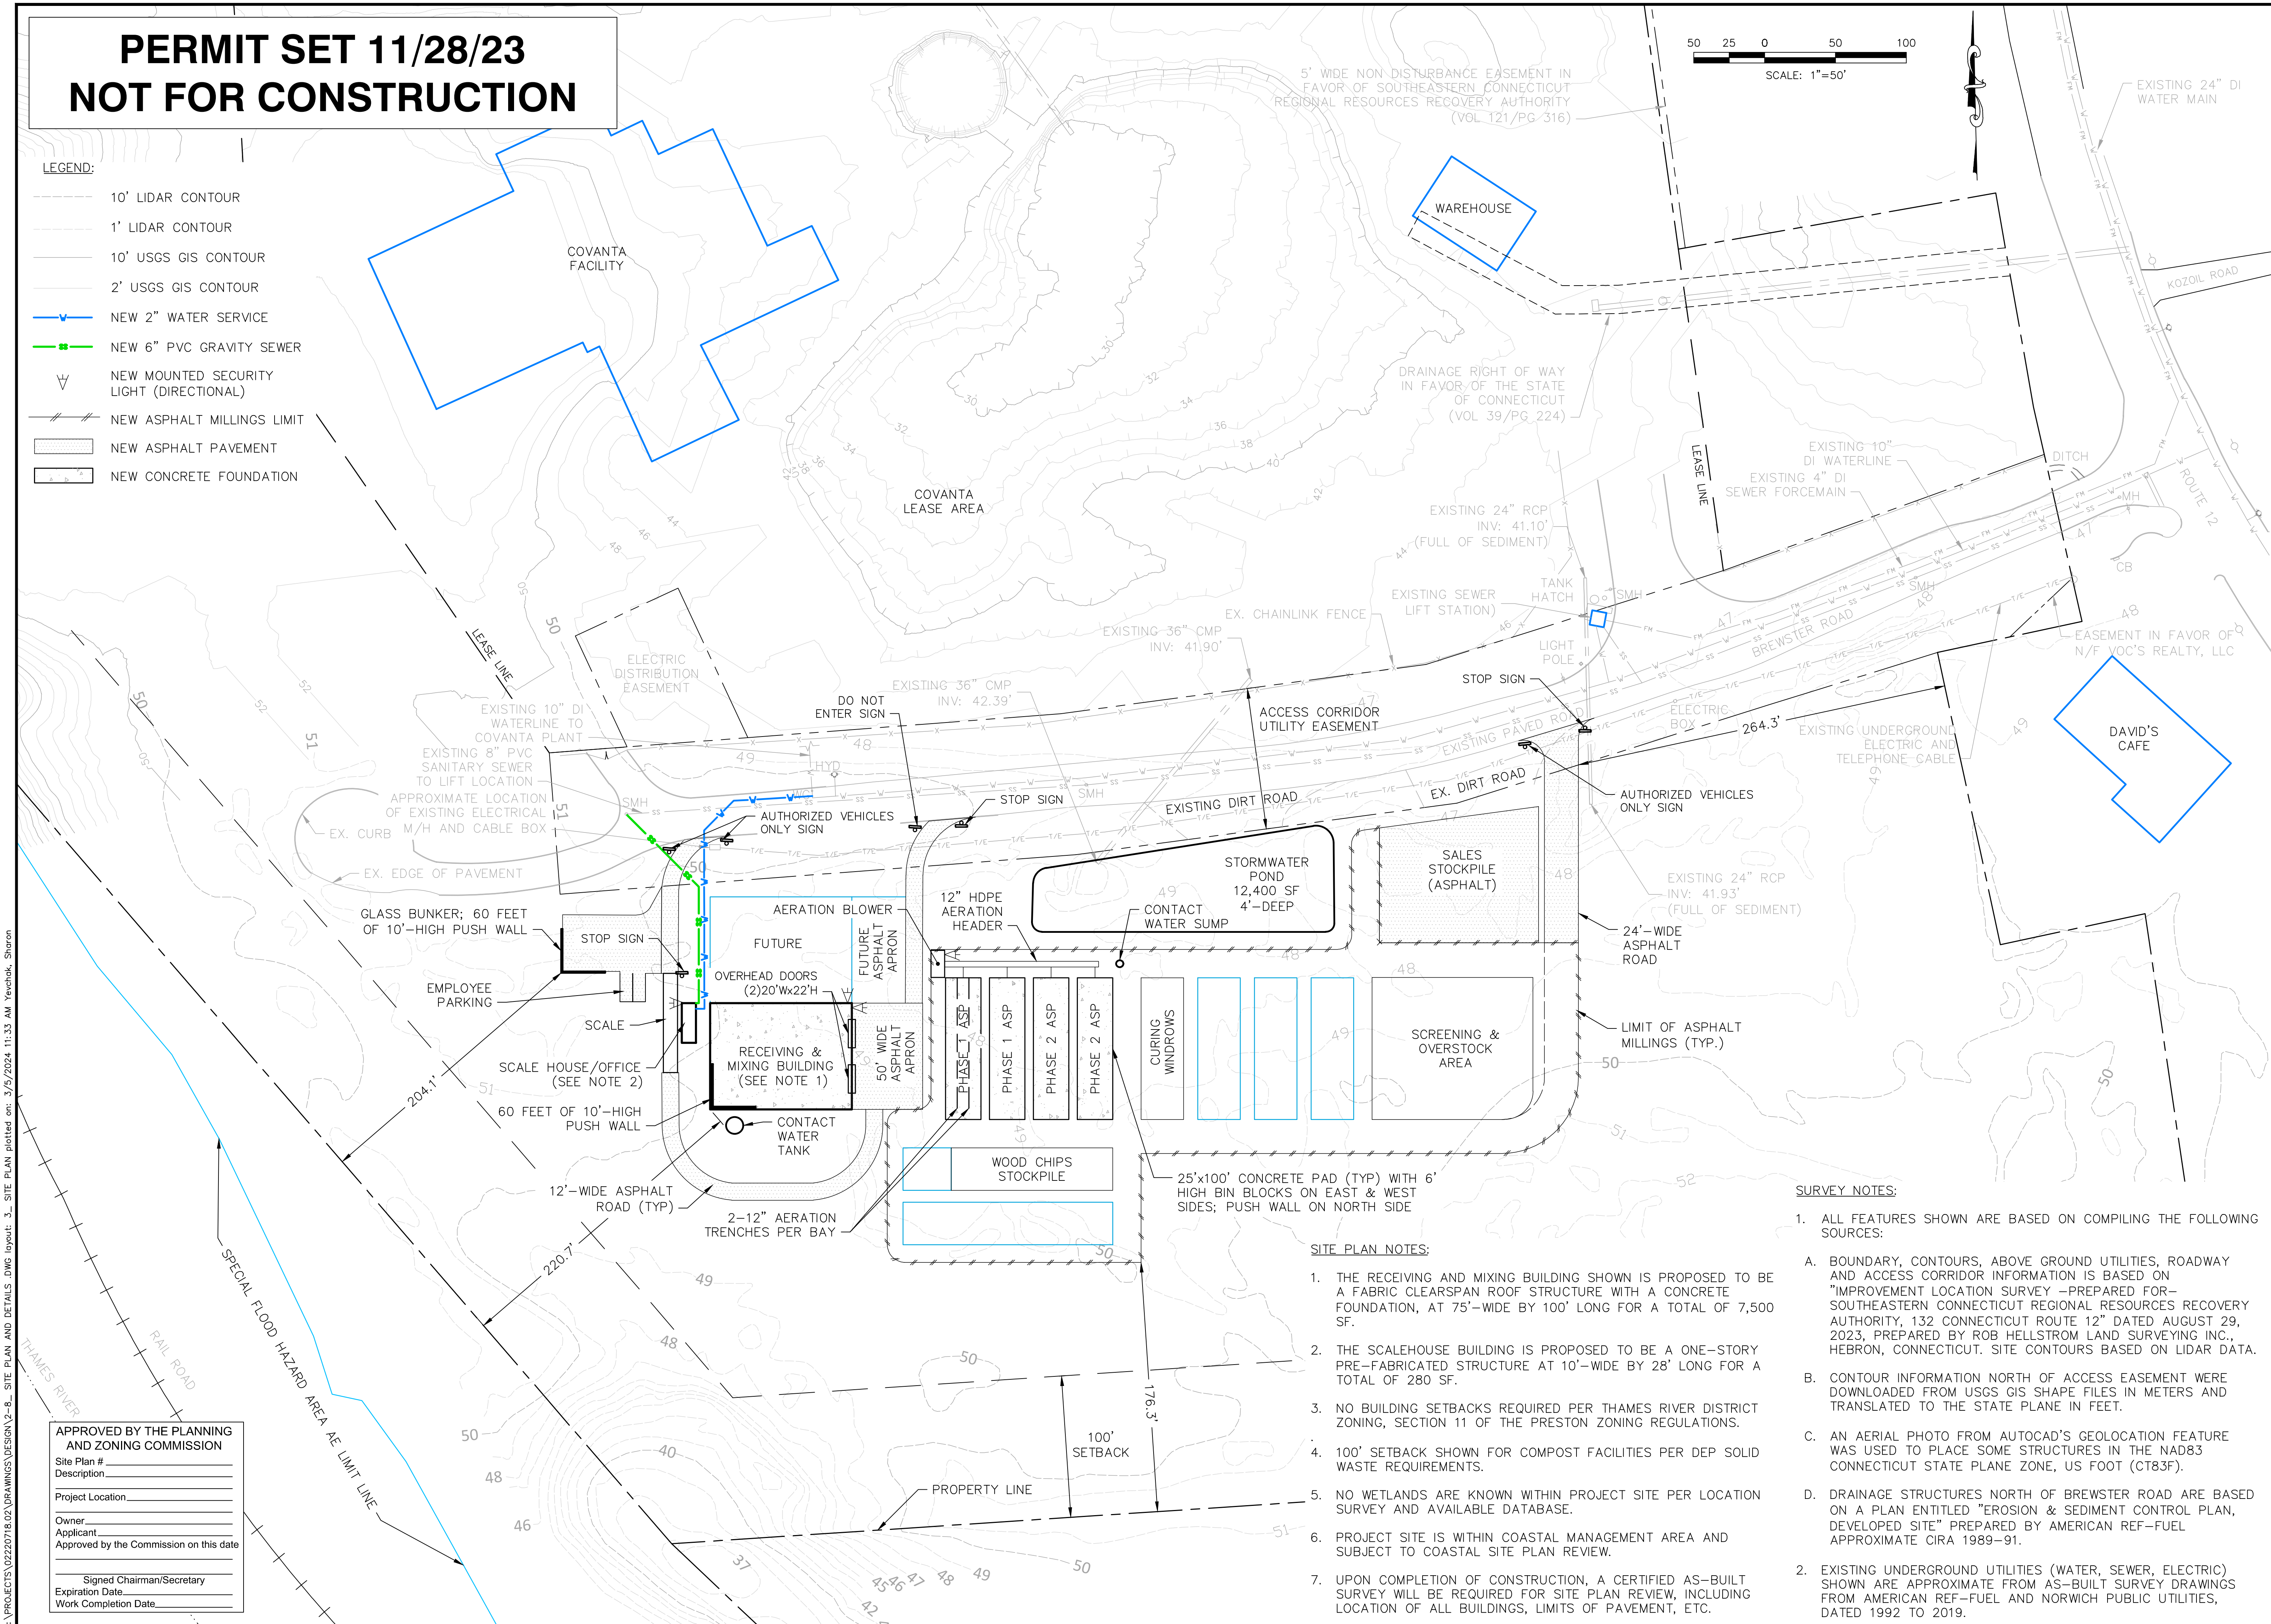 PERMIT SET 11/28/23
NOT FOR CONSTRUCTION
LEGEND:
10' LIDAR CONTOUR
1' LIDAR CONTOUR
10' USGS GIS CONTOUR
2' USGS GIS CONTOUR
NEW 2" WATER SERVICE
NEW 6" PVC GRAVITY SEWER
NEW MOUNTED SECURITY
LIGHT (DIRECTIONAL)
NEW ASPHALT MILLINGS LIMIT
NEW ASPHALT PAVEMENT
NEW CONCRETE FOUNDATION
50 25 0 50 100
SCALE: 1"=50'
5' WIDE NON DISTURBANCE EASEMENT IN
FAVOR OF SOUTHEASTERN CONNECTICUT
REGIONAL RESOURCES RECOVERY AUTHORITY
(VOL 121/PG 316)
EXISTING 24" DI
WATER MAIN
WAREHOUSE
KOZOIL ROAD
COVANTA
FACILITY
DRAINAGE RIGHT OF WAY
IN FAVOR OF THE STATE
OF CONNECTICUT
(VOL 39/PG 224)
LEASE LINE
EXISTING 10"
DI WATERLINE
EXISTING 4" DI
SEWER FORCEMAIN
DITCH
ROUTE 12
MH
CB
COVANTA
LEASE AREA
EXISTING 24" RCP
INV: 41.10'
(FULL OF SEDIMENT)
TANK
HATCH
SMH
EXISTING SEWER
LIFT STATION)
LIGHT
POLE
EX. CHAINLINK FENCE
EXISTING 36" CMP
INV: 41.90'
SMH
BREWSTER ROAD
EASEMENT IN FAVOR OF
N/F VOC'S REALTY, LLC
LEASE LINE
ELECTRIC
DISTRIBUTION
EASEMENT
EXISTING 36" CMP
INV: 42.39'
DO NOT
ENTER SIGN
ACCESS CORRIDOR
UTILITY EASEMENT
STOP SIGN
ELECTRIC
BOX
EXISTING PAVED ROAD
264.3'
EXISTING UNDERGROUND
ELECTRIC AND
TELEPHONE CABLE
DAVID'S
CAFE
EXISTING 10" DI
WATERLINE TO
COVANTA PLANT
EXISTING 8" PVC
SANITARY SEWER
TO LIFT LOCATION
APPROXIMATE LOCATION
OF EXISTING ELECTRICAL
M/H AND CABLE BOX
EX. CURB
EX. EDGE OF PAVEMENT
SMH
HYD
SMH
AUTHORIZED VEHICLES
ONLY SIGN
STOP SIGN
EXISTING DIRT ROAD
EX. DIRT ROAD
AUTHORIZED VEHICLES
ONLY SIGN
GLASS BUNKER; 60 FEET
OF 10'-HIGH PUSH WALL
STOP SIGN
EMPLOYEE
PARKING
SCALE
SCALE HOUSE/OFFICE
(SEE NOTE 2)
60 FEET OF 10'-HIGH
PUSH WALL
FUTURE
FUTURE
ASPHALT
APRON
OVERHEAD DOORS
(2)20'Wx22'H
RECEIVING &
MIXING BUILDING
(SEE NOTE 1)
50' WIDE
ASPHALT
APRON
AERATION BLOWER
12" HDPE
AERATION
HEADER
CONTACT
WATER SUMP
STORMWATER
POND
12,400 SF
4'-DEEP
SALES
STOCKPILE
(ASPHALT)
EXISTING 24" RCP
INV: 41.93'
(FULL OF SEDIMENT)
24'-WIDE
ASPHALT
ROAD
PHASE 1 ASP
PHASE 1 ASP
PHASE 2 ASP
PHASE 2 ASP
CURING
WINDROWS
SCREENING &
OVERSTOCK
AREA
LIMIT OF ASPHALT
MILLINGS (TYP.)
CONTACT
WATER
TANK
WOOD CHIPS
STOCKPILE
12'-WIDE ASPHALT
ROAD (TYP)
2-12" AERATION
TRENCHES PER BAY
25'x100' CONCRETE PAD (TYP) WITH 6'
HIGH BIN BLOCKS ON EAST & WEST
SIDES; PUSH WALL ON NORTH SIDE
204.1'
220.7'
176.3'
100'
SETBACK
PROPERTY LINE
SPECIAL FLOOD HAZARD AREA AE LIMIT LINE
RAIL ROAD
THAMES RIVER
SITE PLAN NOTES:
1. THE RECEIVING AND MIXING BUILDING SHOWN IS PROPOSED TO BE
A FABRIC CLEARSPAN ROOF STRUCTURE WITH A CONCRETE
FOUNDATION, AT 75'-WIDE BY 100' LONG FOR A TOTAL OF 7,500
SF.
2. THE SCALEHOUSE BUILDING IS PROPOSED TO BE A ONE-STORY
PRE-FABRICATED STRUCTURE AT 10'-WIDE BY 28' LONG FOR A
TOTAL OF 280 SF.
3. NO BUILDING SETBACKS REQUIRED PER THAMES RIVER DISTRICT
ZONING, SECTION 11 OF THE PRESTON ZONING REGULATIONS.
.
4. 100' SETBACK SHOWN FOR COMPOST FACILITIES PER DEP SOLID
WASTE REQUIREMENTS.
5. NO WETLANDS ARE KNOWN WITHIN PROJECT SITE PER LOCATION
SURVEY AND AVAILABLE DATABASE.
6. PROJECT SITE IS WITHIN COASTAL MANAGEMENT AREA AND
SUBJECT TO COASTAL SITE PLAN REVIEW.
7. UPON COMPLETION OF CONSTRUCTION, A CERTIFIED AS-BUILT
SURVEY WILL BE REQUIRED FOR SITE PLAN REVIEW, INCLUDING
LOCATION OF ALL BUILDINGS, LIMITS OF PAVEMENT, ETC.
SURVEY NOTES:
1. ALL FEATURES SHOWN ARE BASED ON COMPILING THE FOLLOWING
SOURCES:
A. BOUNDARY, CONTOURS, ABOVE GROUND UTILITIES, ROADWAY
AND ACCESS CORRIDOR INFORMATION IS BASED ON
"IMPROVEMENT LOCATION SURVEY -PREPARED FOR-
SOUTHEASTERN CONNECTICUT REGIONAL RESOURCES RECOVERY
AUTHORITY, 132 CONNECTICUT ROUTE 12" DATED AUGUST 29,
2023, PREPARED BY ROB HELLSTROM LAND SURVEYING INC.,
HEBRON, CONNECTICUT. SITE CONTOURS BASED ON LIDAR DATA.
B. CONTOUR INFORMATION NORTH OF ACCESS EASEMENT WERE
DOWNLOADED FROM USGS GIS SHAPE FILES IN METERS AND
TRANSLATED TO THE STATE PLANE IN FEET.
C. AN AERIAL PHOTO FROM AUTOCAD'S GEOLOCATION FEATURE
WAS USED TO PLACE SOME STRUCTURES IN THE NAD83
CONNECTICUT STATE PLANE ZONE, US FOOT (CT83F).
D. DRAINAGE STRUCTURES NORTH OF BREWSTER ROAD ARE BASED
ON A PLAN ENTITLED "EROSION & SEDIMENT CONTROL PLAN,
DEVELOPED SITE" PREPARED BY AMERICAN REF-FUEL
APPROXIMATE CIRA 1989-91.
2. EXISTING UNDERGROUND UTILITIES (WATER, SEWER, ELECTRIC)
SHOWN ARE APPROXIMATE FROM AS-BUILT SURVEY DRAWINGS
FROM AMERICAN REF-FUEL AND NORWICH PUBLIC UTILITIES,
DATED 1992 TO 2019.
APPROVED BY THE PLANNING
AND ZONING COMMISSION
Site Plan #
Description
Project Location
Owner
Applicant
Approved by the Commission on this date
Signed Chairman/Secretary
Expiration Date
Work Completion Date
:\PROJECTS\02220718.02\DRAWINGS\DESIGN\2-8_ SITE PLAN AND DETAILS .DWG layout: 3_ SITE PLAN plotted on: 3/5/2024 11:33 AM Yevchak, Sharon